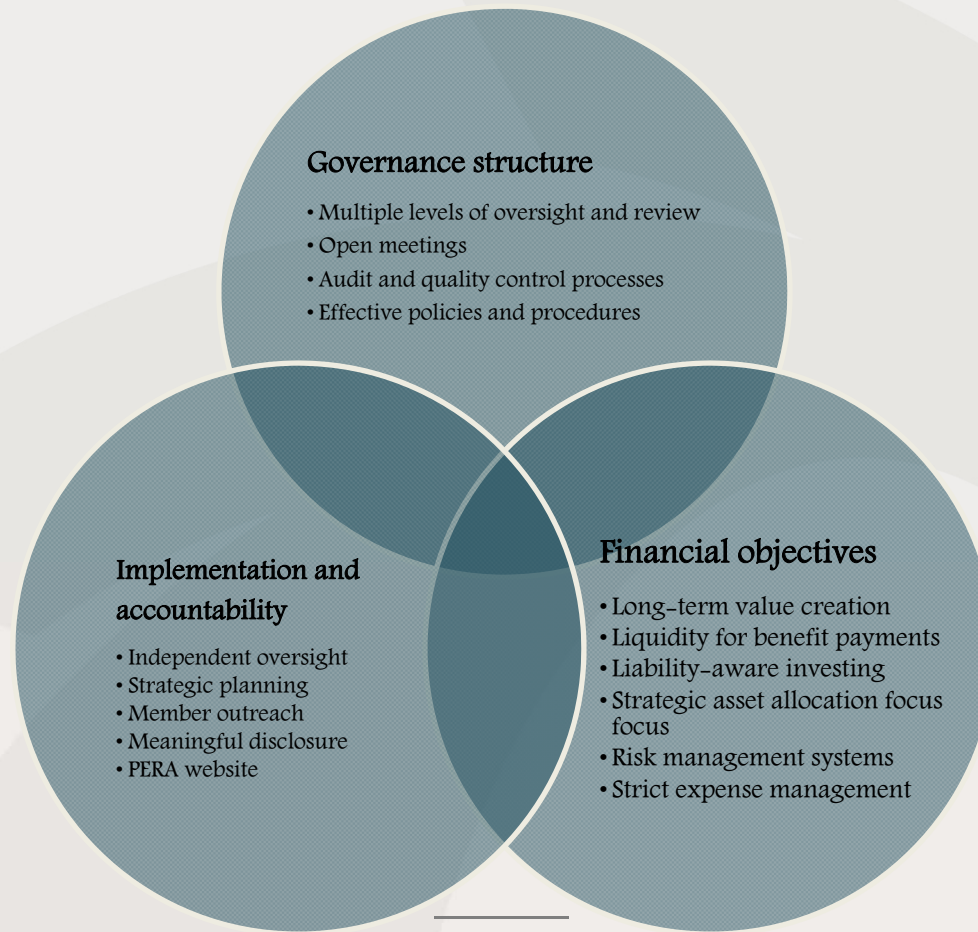 Governance structure
• Multiple levels of oversight and review
• Open meetings
• Audit and quality control processes
• Effective policies and procedures
Implementation and
accountability
• Independent oversight
• Strategic planning
• Member outreach
• Meaningful disclosure
• PERA website
Financial objectives
• Long-term value creation
• Liquidity for benefit payments
• Liability-aware investing
• Strategic asset allocation focus
focus
• Risk management systems
• Strict expense management